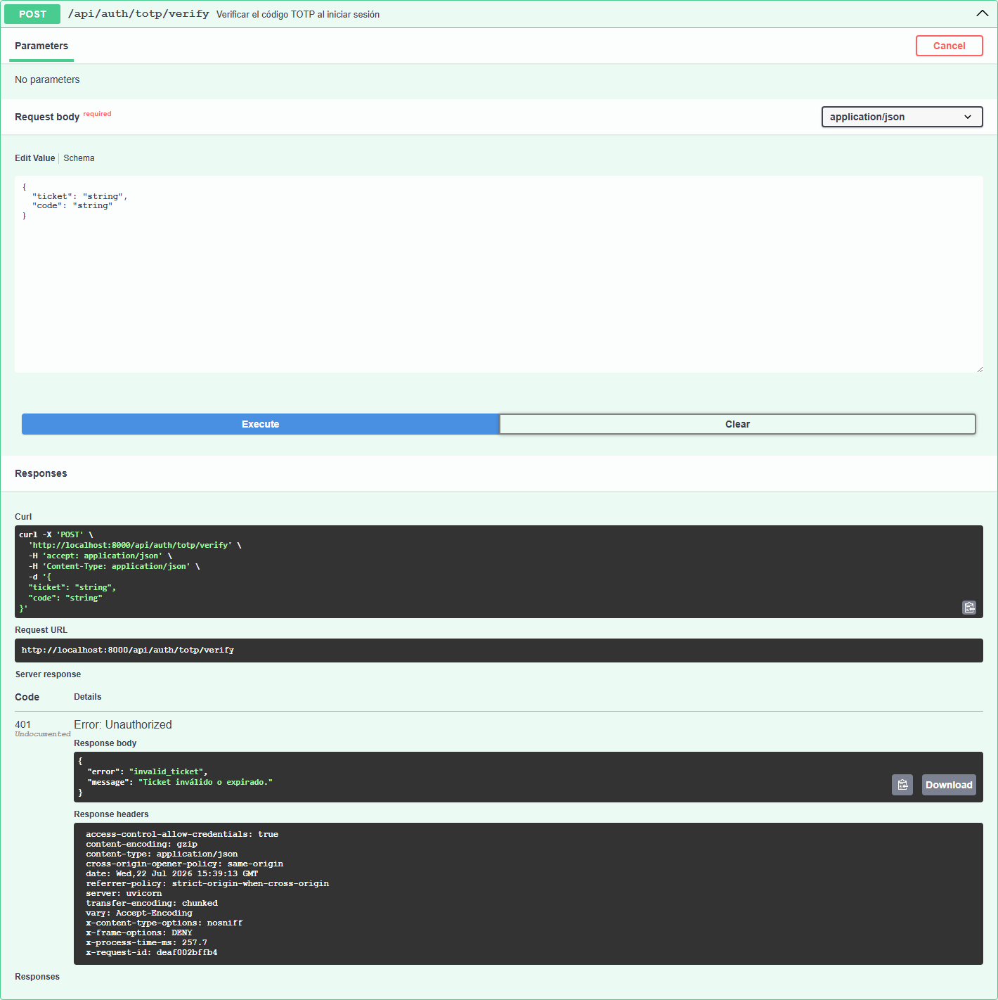 POST /api/auth/totp/verify Verificar el código TOTP al iniciar sesión
Parameters
Cancel
No parameters
Request body required
application/json
Edit Value | Schema
{
  "ticket": "string",
  "code": "string"
}
Execute
Clear
Responses
Curl
curl -X 'POST' \
  'http://localhost:8000/api/auth/totp/verify' \
  -H 'accept: application/json' \
  -H 'Content-Type: application/json' \
  -d '{
  "ticket": "string",
  "code": "string"
}'
Request URL
http://localhost:8000/api/auth/totp/verify
Server response
Code Details
401 Error: Unauthorized
Undocumented
Response body
{
  "error": "invalid_ticket",
  "message": "Ticket inválido o expirado."
}
Download
Response headers
access-control-allow-credentials: true
content-encoding: gzip
content-type: application/json
cross-origin-opener-policy: same-origin
date: Wed,22 Jul 2026 15:39:13 GMT
referrer-policy: strict-origin-when-cross-origin
server: uvicorn
transfer-encoding: chunked
vary: Accept-Encoding
x-content-type-options: nosniff
x-frame-options: DENY
x-process-time-ms: 257.7
x-request-id: deaf002bffb4
Responses